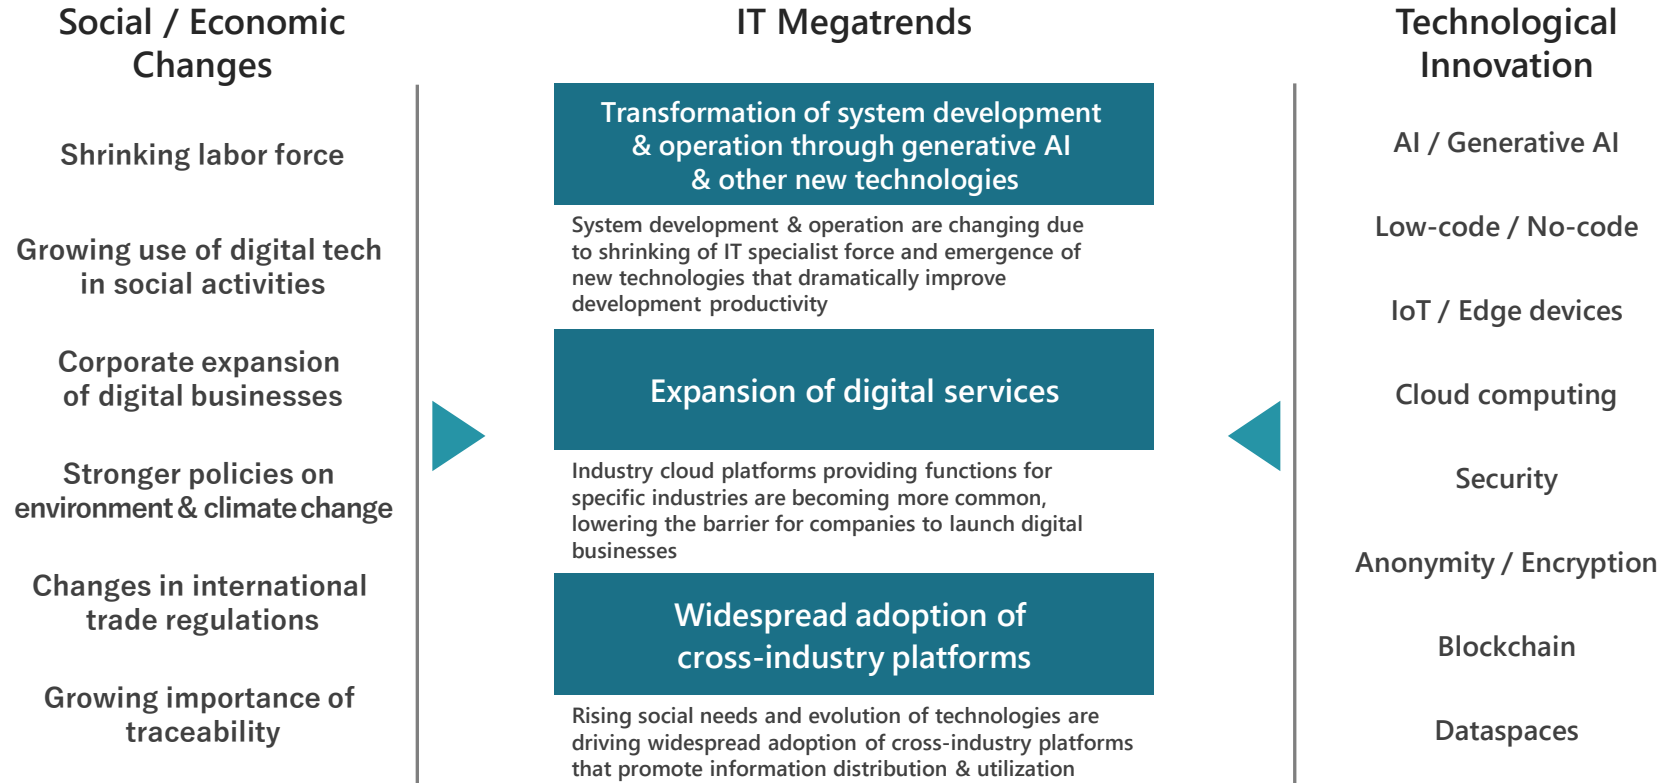 Social / Economic
Changes
Shrinking labor force
Growing use of digital tech
in social activities
Corporate expansion
of digital businesses
Stronger policies on
environment & climate change
Changes in international
trade regulations
Growing importance of
traceability
IT Megatrends
Transformation of system development
& operation through generative AI
& other new technologies
System development & operation are changing due
to shrinking of IT specialist force and emergence of
new technologies that dramatically improve
development productivity
Expansion of digital services
Industry cloud platforms providing functions for
specific industries are becoming more common,
lowering the barrier for companies to launch digital
businesses
Widespread adoption of
cross-industry platforms
Rising social needs and evolution of technologies are
driving widespread adoption of cross-industry platforms
that promote information distribution & utilization
Technological
Innovation
AI / Generative AI
Low-code / No-code
IoT / Edge devices
Cloud computing
Security
Anonymity / Encryption
Blockchain
Dataspaces